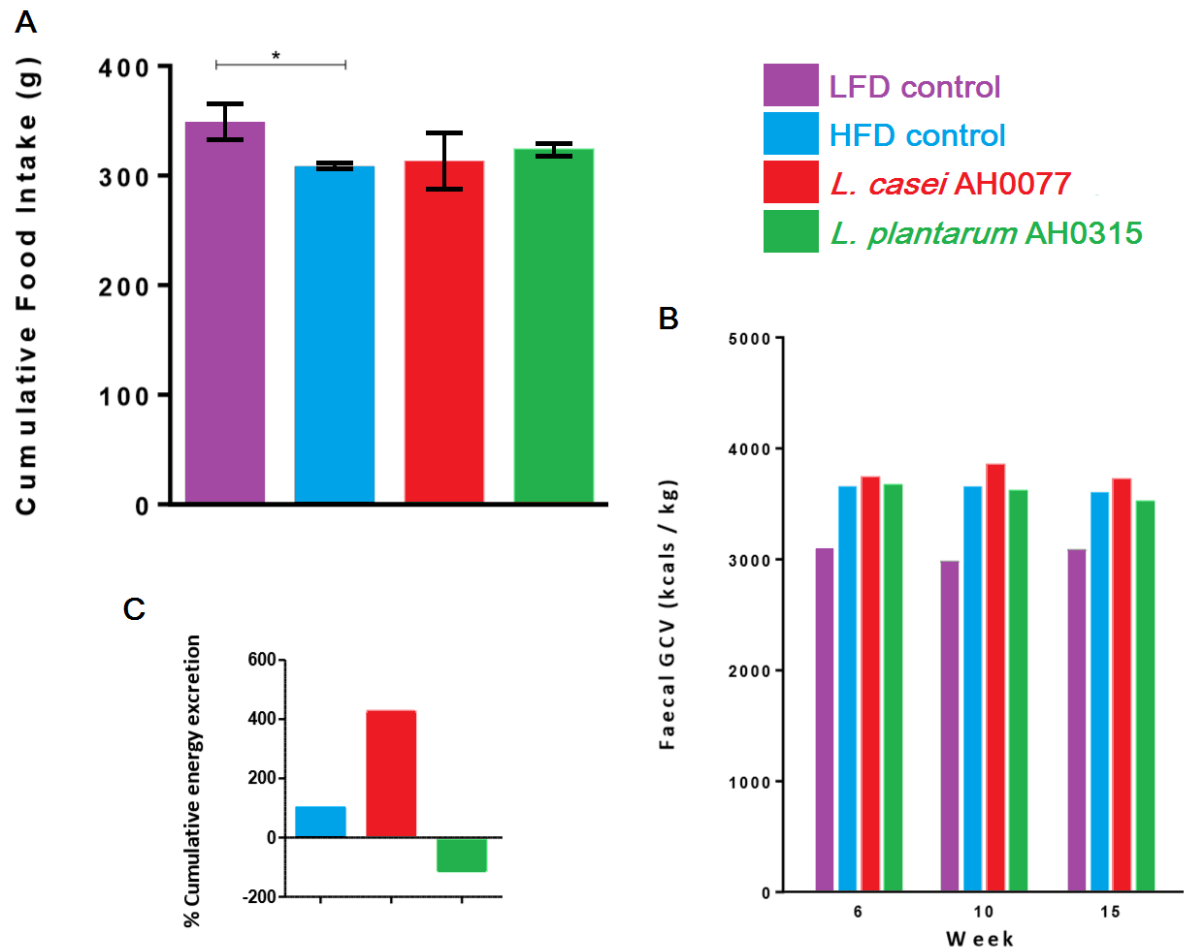 A
Cumulative Food Intake (g)
400
300
200
100
0
*
LFD control
HFD control
L. casei AH0077
L. plantarum AH0315
B
Faecal GCV (kcals / kg)
5000
4000
3000
2000
1000
0
6 10 15
Week
C
% Cumulative energy excretion
600
400
200
0
-200